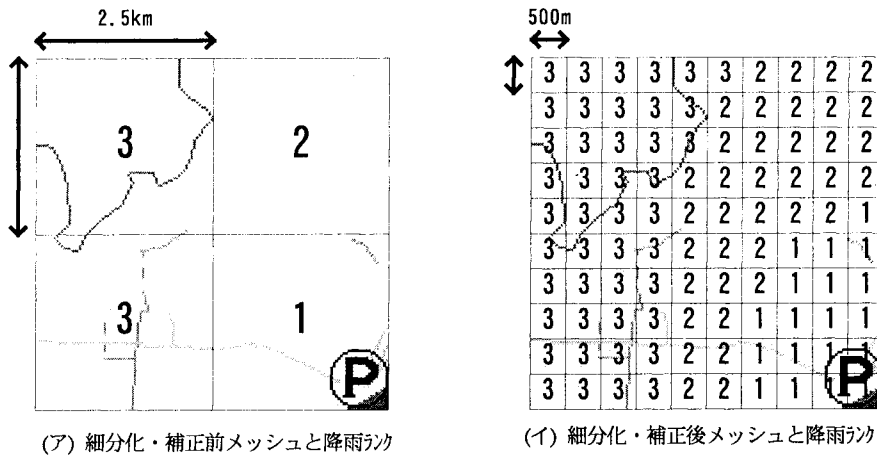 2.5km
3 2
3 1
P
(ア) 細分化・補正前メッシュと降雨ランク
500m
3 3 3 3 3 3 2 2 2 2
3 3 3 3 3 2 2 2 2 2
3 3 3 3 3 2 2 2 2 2
3 3 3 3 2 2 2 2 2 2
3 3 3 3 2 2 2 2 2 1
3 3 3 3 2 2 2 1 1 1
3 3 3 3 2 2 2 1 1 1
3 3 3 3 2 2 1 1 1 1
3 3 3 3 2 2 1 1 1 1
3 3 3 3 2 2 1 1 1
P
(イ) 細分化・補正後メッシュと降雨ランク